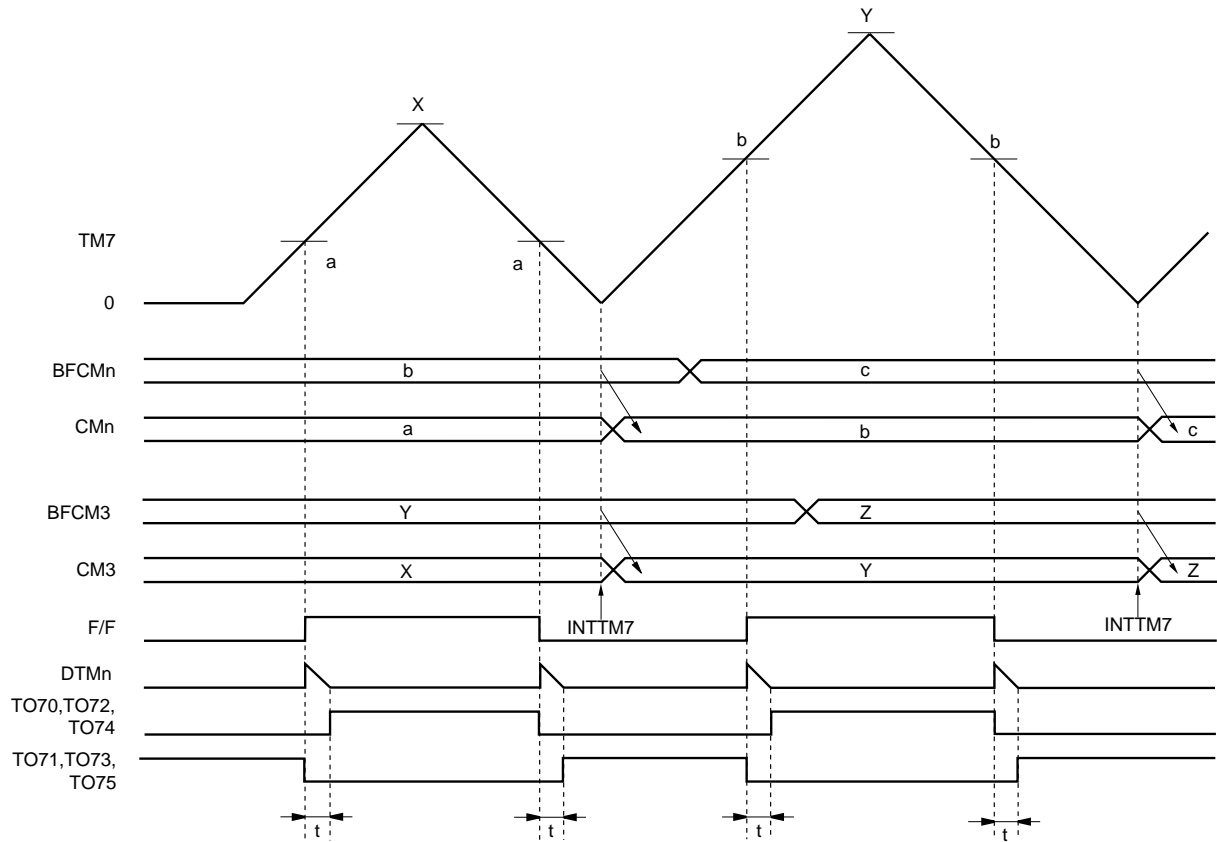 Y
X
b
b
TM7
a
a
0
BFCMn
b
c
CMn
a
b
c
BFCM3
Y
Z
CM3
X
Y
Z
F/F
INTTM7
INTTM7
DTMn
TO70,TO72,
TO74
TO71,TO73,
TO75
t
t
t
t